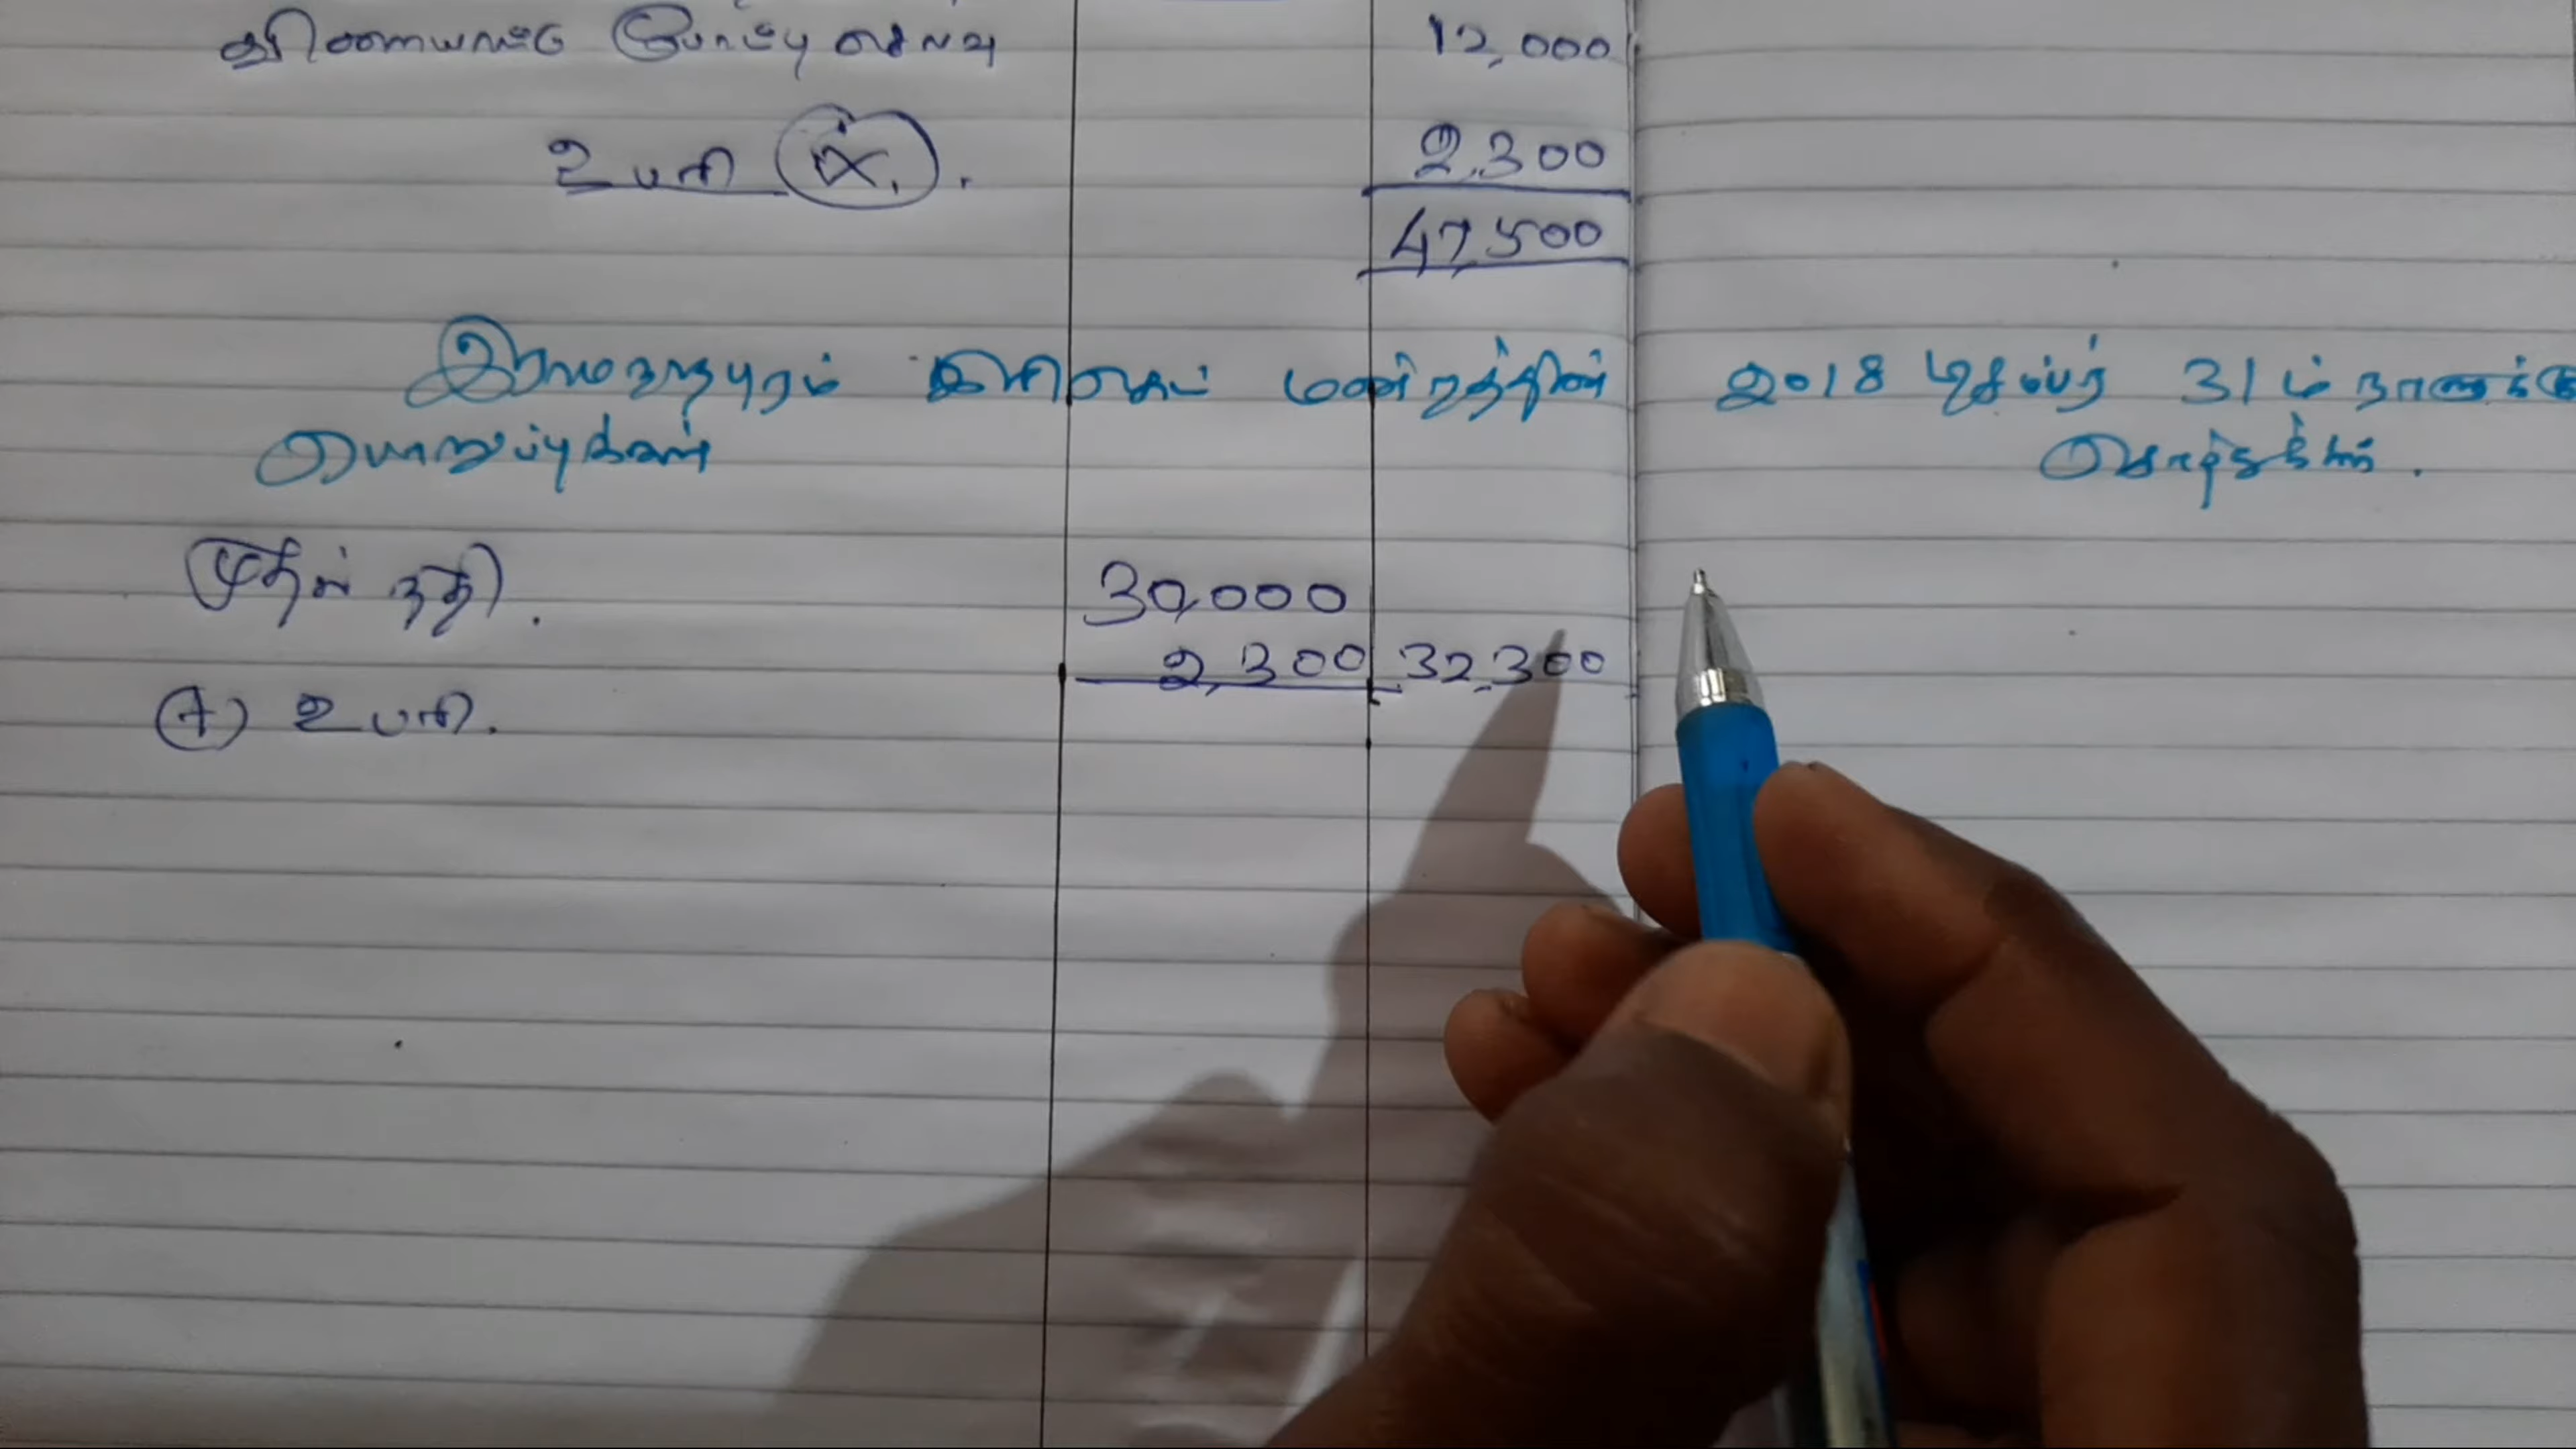 விளையாட்டு போட்டி செலவு 12,000
உபரி 2,300
47,500
இராமநாதபுரம் கிரிகெட் மன்றத்தின் 2018 டிசம்பர் 31ம் நாளைக்கு
பொறுப்புக்கள் சொத்துக்கள்.
முதல் நிதி. 30,000
2,300 32,300
(+) உபரி.